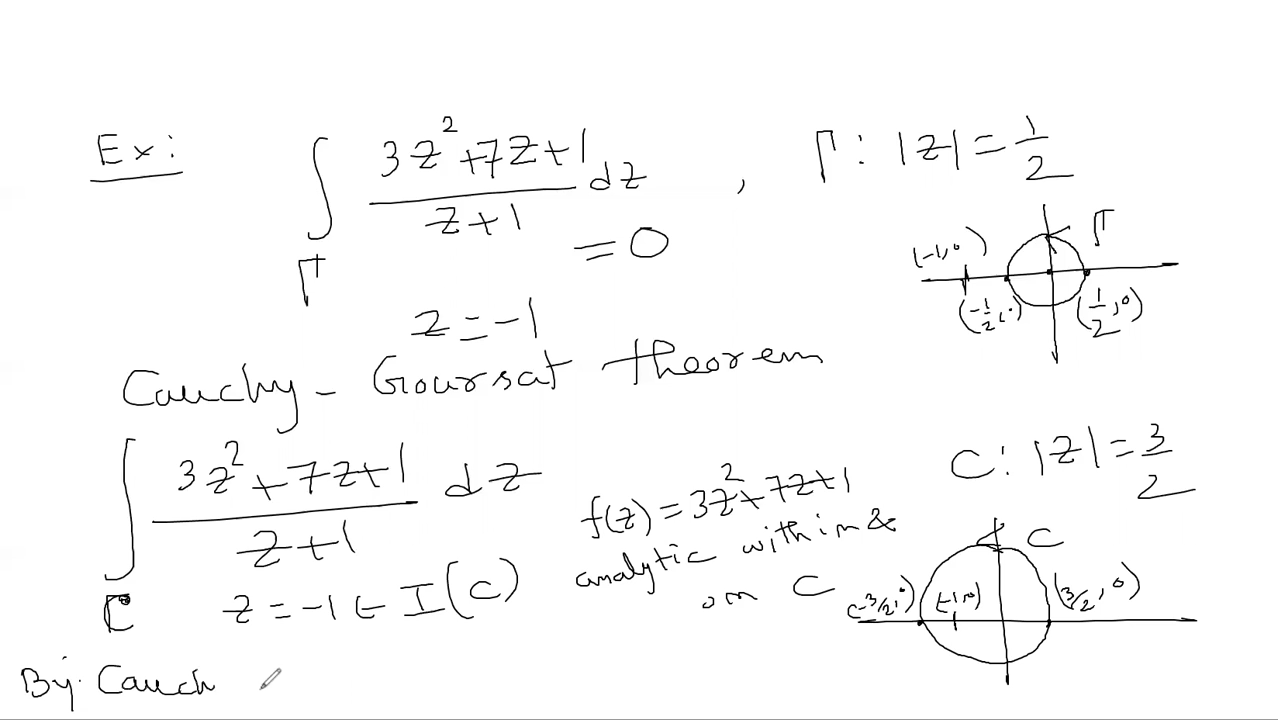 Ex: ∫_Γ (3z²+7z+1)/(z+1) dz = 0 , Γ: |z| = 1/2
Γ
(-1,0)
(-1/2,0) (1/2,0)
z = -1
Cauchy - Goursat theorem
∫_C (3z²+7z+1)/(z+1) dz
C: |z| = 3/2
f(z) = 3z²+7z+1
analytic within &
on C
z = -1 ∈ I(C)
C
(-3/2,0) (-1,0) (3/2,0)
By. Cauch